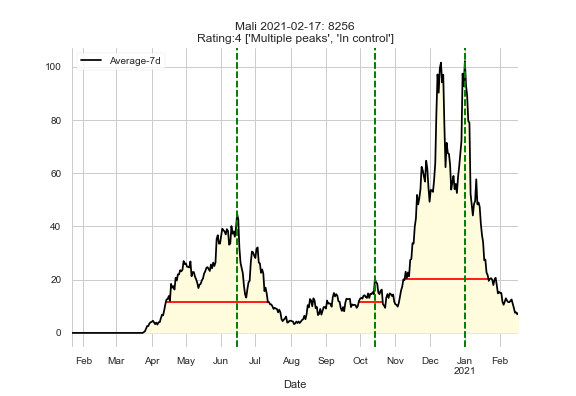 Mali 2021-02-17: 8256
Rating:4 ['Multiple peaks', 'In control']
Average-7d
100
80
60
40
20
0
Feb Mar Apr May Jun Jul Aug Sep Oct Nov Dec Jan Feb
2021
Date